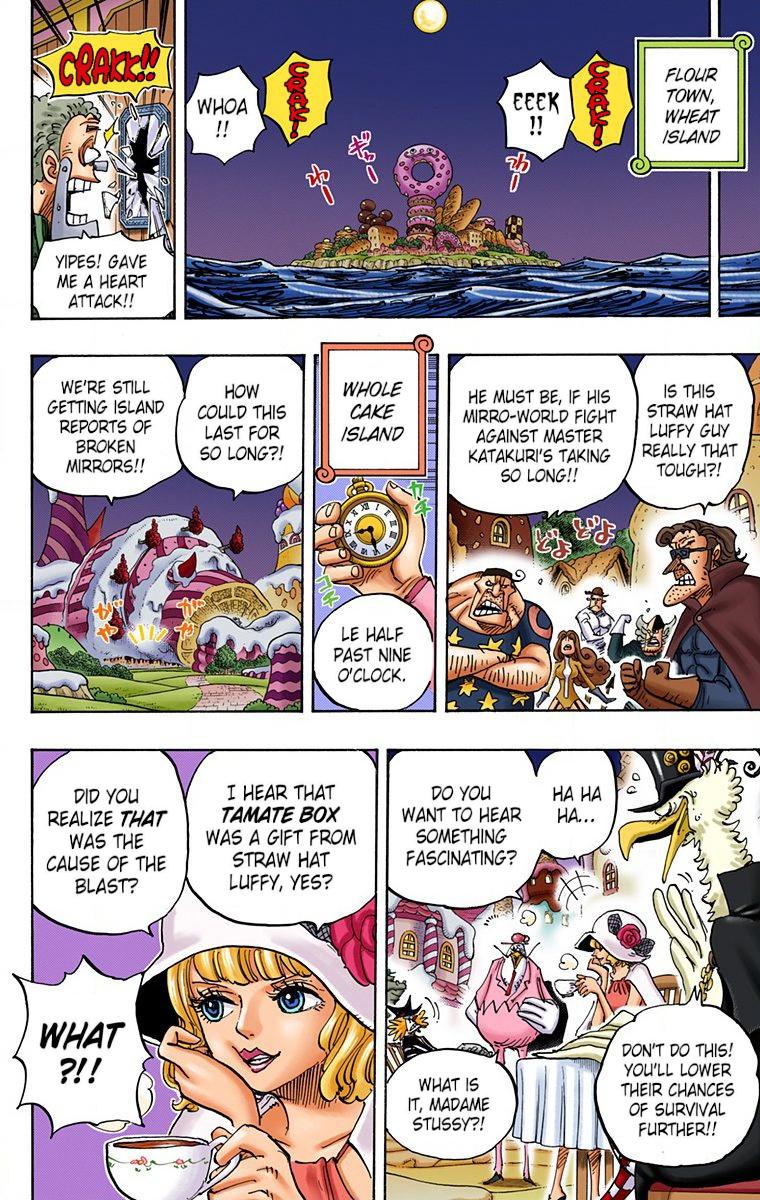 FLOUR
TOWN,
WHEAT
ISLAND
CRAK!
EEEK
!!
わー
CRAK!
WHOA
!!
わー
CRAKK!!
YIPES! GAVE
ME A HEART
ATTACK!!
IS THIS
STRAW HAT
LUFFY GUY
REALLY THAT
TOUGH?!
HE MUST BE, IF HIS
MIRRO-WORLD FIGHT
AGAINST MASTER
KATAKURI'S TAKING
SO LONG!!
どよ
どよ
WHOLE
CAKE
ISLAND
カチ
コチ
LE HALF
PAST NINE
O'CLOCK.
HOW
COULD THIS
LAST FOR
SO LONG?!
WE'RE STILL
GETTING ISLAND
REPORTS OF
BROKEN
MIRRORS!!
HA HA
HA...
DO YOU
WANT TO HEAR
SOMETHING
FASCINATING?
DON'T DO THIS!
YOU'LL LOWER
THEIR CHANCES
OF SURVIVAL
FURTHER!!
WHAT IS
IT, MADAME
STUSSY?!
I HEAR THAT
TAMATE BOX
WAS A GIFT FROM
STRAW HAT
LUFFY, YES?
DID YOU
REALIZE THAT
WAS THE
CAUSE OF THE
BLAST?
WHAT
?!!